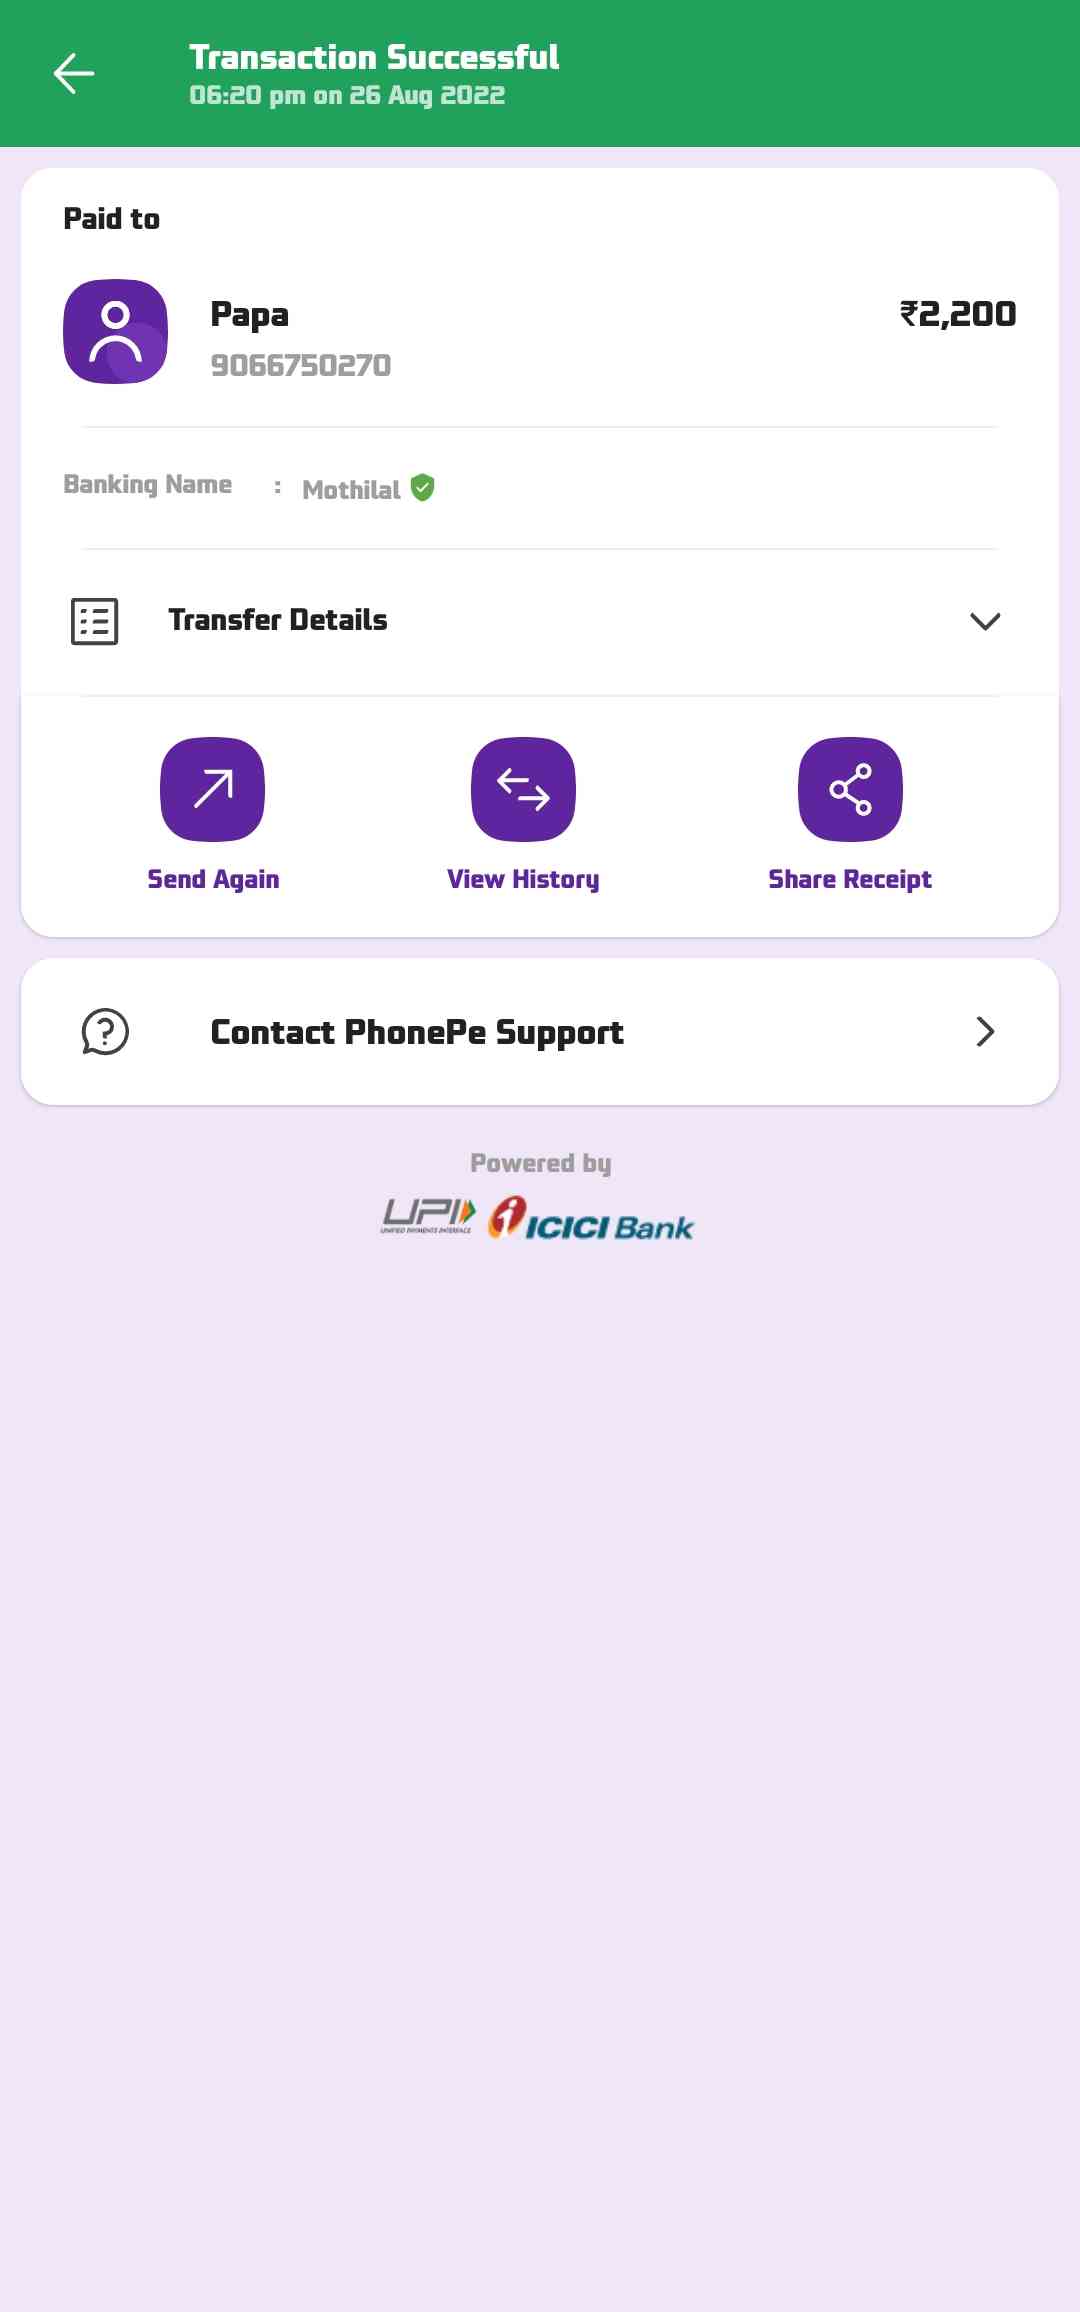 Transaction Successful
06:20 pm on 26 Aug 2022
Paid to
Papa
₹2,200
9066750270
Banking Name : Mothilal
Transfer Details
Send Again
View History
Share Receipt
Contact PhonePe Support
Powered by
UPI
UNIFIED PAYMENTS INTERFACE
ICICI Bank